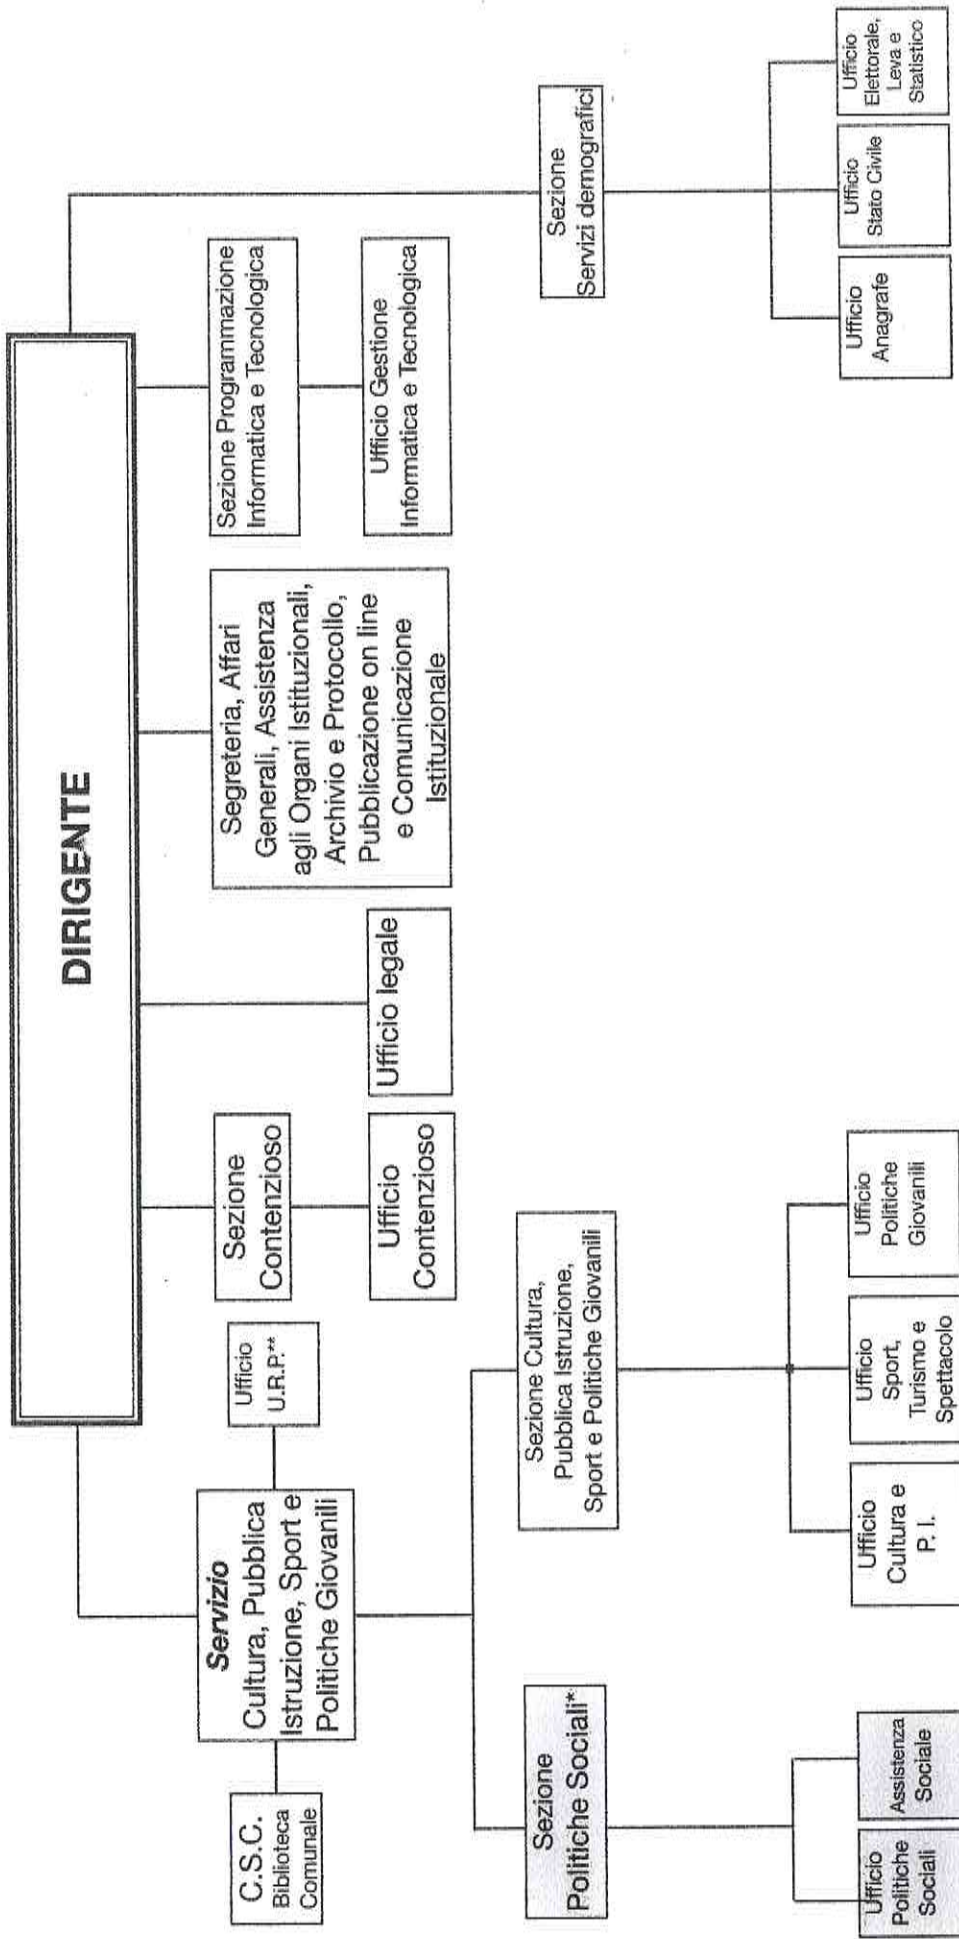 DIRIGENTE
Servizio
Cultura, Pubblica
Istruzione, Sport e
Politiche Giovanili
C.S.C.
Biblioteca
Comunale
Ufficio
U.R.P.**
Sezione
Contenzioso
Ufficio
Contenzioso
Ufficio legale
Segreteria, Affari
Generali, Assistenza
agli Organi Istituzionali,
Archivio e Protocollo,
Pubblicazione on line
e Comunicazione
Istituzionale
Sezione Programmazione
Informatica e Tecnologica
Ufficio Gestione
Informatica e Tecnologica
Sezione
Politiche Sociali*
Ufficio
Politiche
Sociali
Assistenza
Sociale
Sezione Cultura,
Pubblica Istruzione,
Sport e Politiche Giovanili
Ufficio
Cultura e
P. I.
Ufficio
Sport,
Turismo e
Spettacolo
Ufficio
Politiche
Giovanili
Sezione
Servizi demografici
Ufficio
Anagrafe
Ufficio
Stato Civile
Ufficio
Elettorale,
Leva e
Statistico